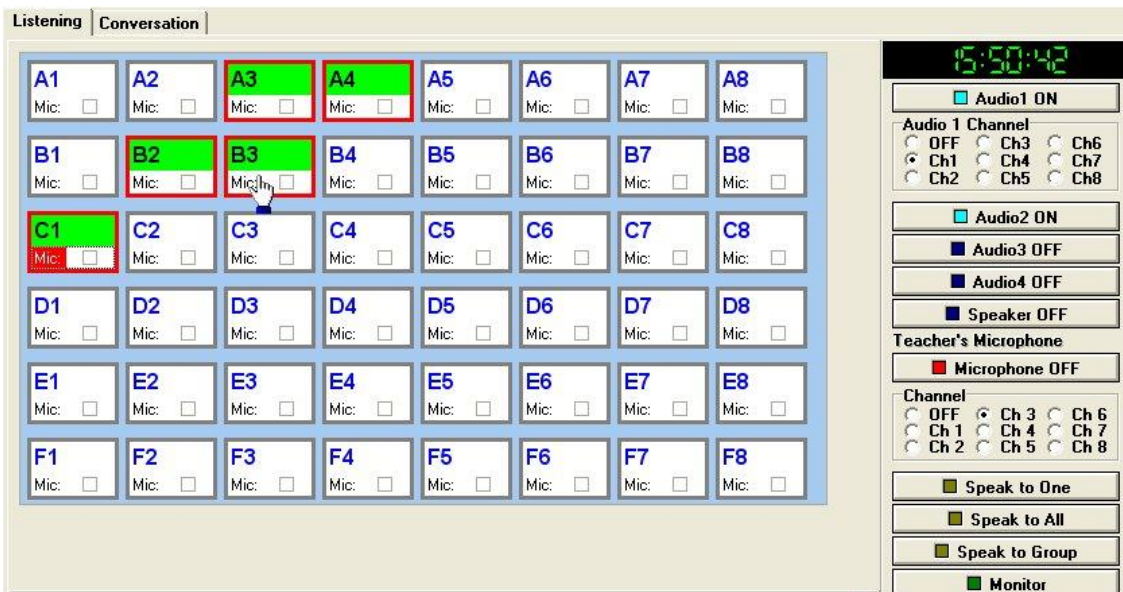 Listening Conversation
A1 A2 A3 A4 A5 A6 A7 A8
Mic: Mic: Mic: Mic: Mic: Mic: Mic: Mic:
B1 B2 B3 B4 B5 B6 B7 B8
Mic: Mic: Mic: Mic: Mic: Mic: Mic: Mic:
C1 C2 C3 C4 C5 C6 C7 C8
Mic: Mic: Mic: Mic: Mic: Mic: Mic: Mic:
D1 D2 D3 D4 D5 D6 D7 D8
Mic: Mic: Mic: Mic: Mic: Mic: Mic: Mic:
E1 E2 E3 E4 E5 E6 E7 E8
Mic: Mic: Mic: Mic: Mic: Mic: Mic: Mic:
F1 F2 F3 F4 F5 F6 F7 F8
Mic: Mic: Mic: Mic: Mic: Mic: Mic: Mic:
15:50:42
Audio1 ON
Audio 1 Channel
OFF Ch3 Ch6
Ch1 Ch4 Ch7
Ch2 Ch5 Ch8
Audio2 ON
Audio3 OFF
Audio4 OFF
Speaker OFF
Teacher's Microphone
Microphone OFF
Channel
OFF Ch 3 Ch 6
Ch 1 Ch 4 Ch 7
Ch 2 Ch 5 Ch 8
Speak to One
Speak to All
Speak to Group
Monitor